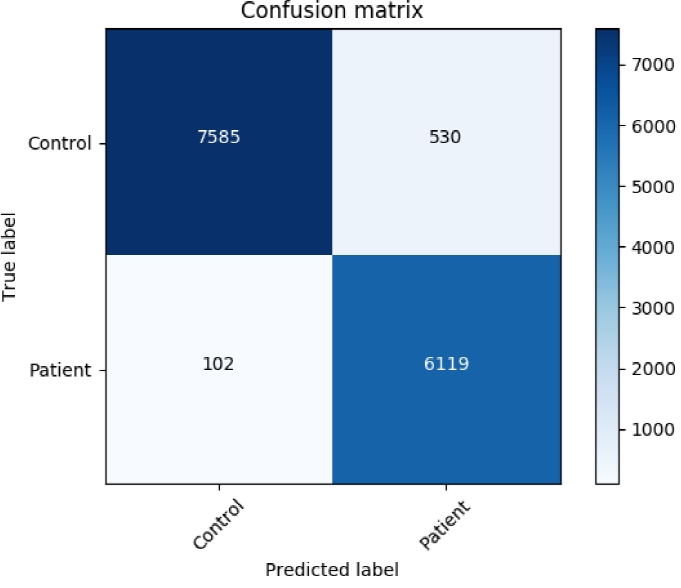 Confusion matrix
True label
Control
7585
530
Patient
102
6119
Control
Patient
Predicted label
7000
6000
5000
4000
3000
2000
1000